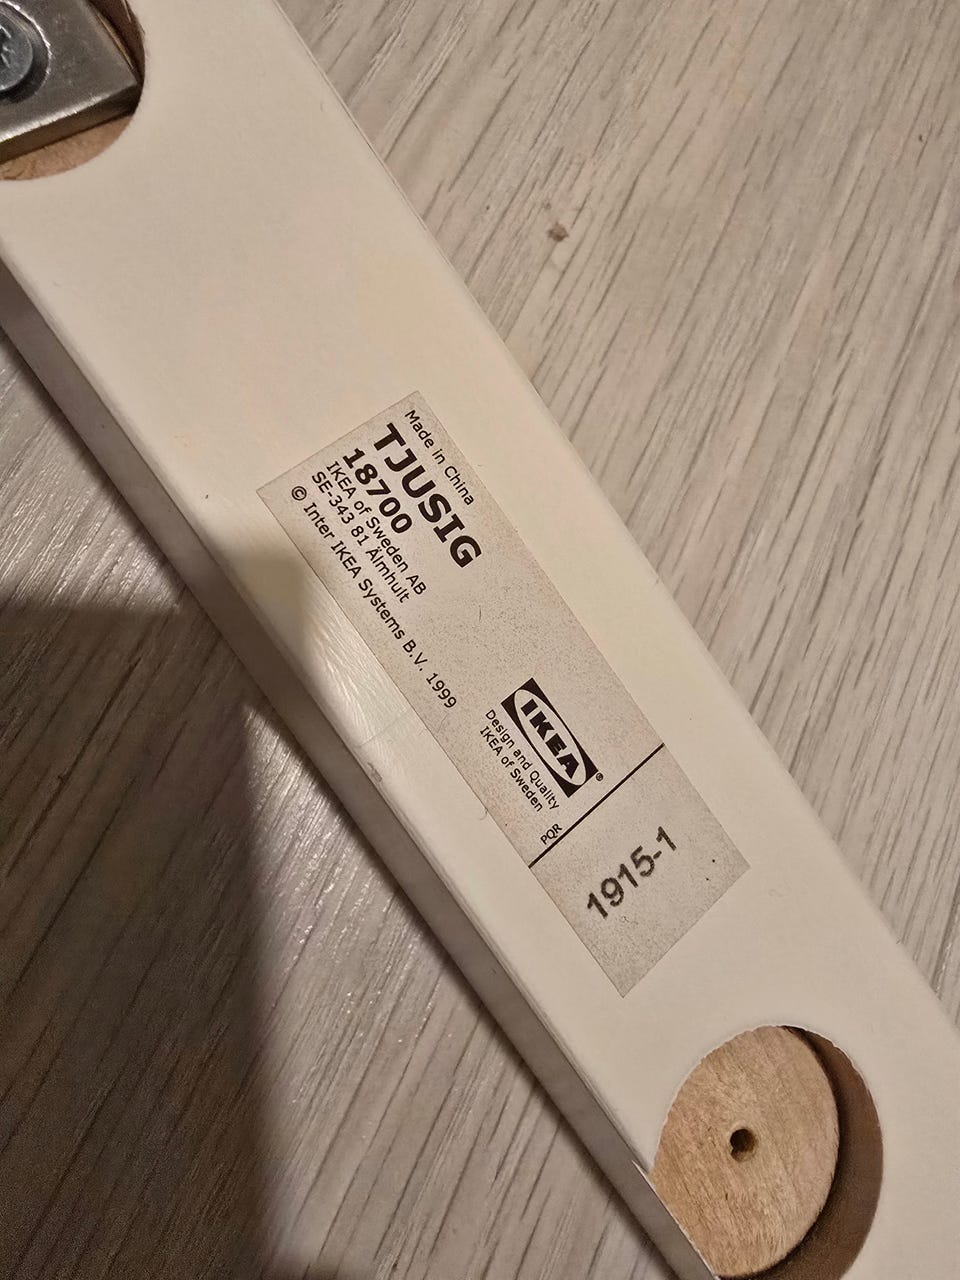 Made in China
TJUSIG
18700
IKEA of Sweden AB
SE-343 81 Älmhult
© Inter IKEA Systems B.V. 1999
IKEA®
Design and Quality
IKEA of Sweden
PQR
1915-1